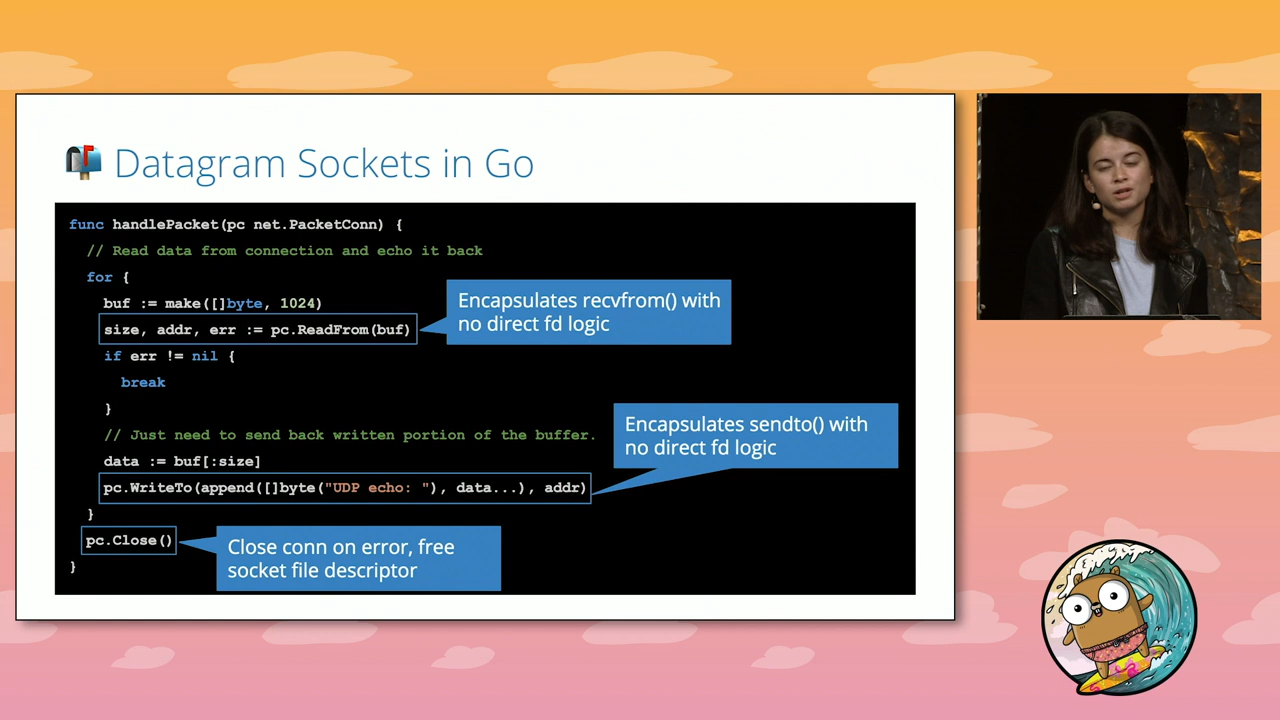 Datagram Sockets in Go
func handlePacket(pc net.PacketConn) {
// Read data from connection and echo it back
for {
buf := make([]byte, 1024)
size, addr, err := pc.ReadFrom(buf)
Encapsulates recvfrom() with
no direct fd logic
if err != nil {
break
}
// Just need to send back written portion of the buffer.
Encapsulates sendto() with
no direct fd logic
data := buf[:size]
pc.WriteTo(append([]byte("UDP echo: "), data...), addr)
}
pc.Close()
Close conn on error, free
socket file descriptor
}